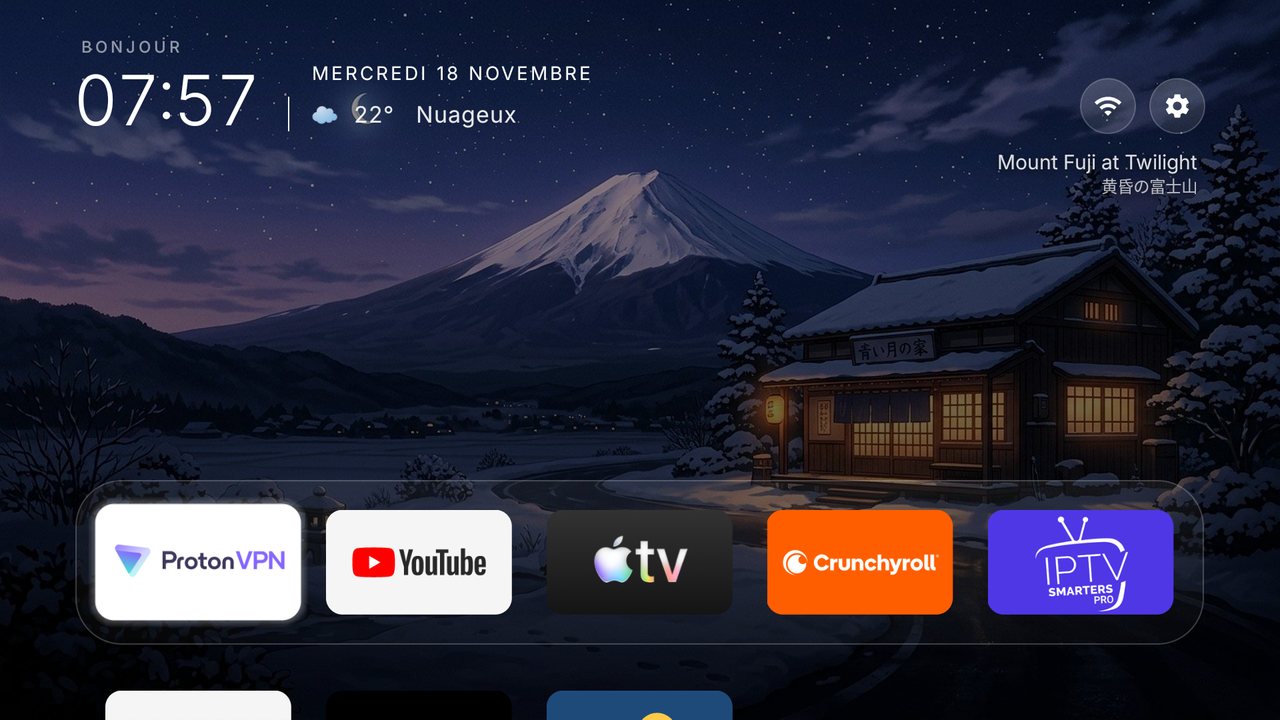 BONJOUR
07:57
MERCREDI 18 NOVEMBRE
22° Nuageux
Mount Fuji at Twilight
黄昏の富士山
青い月の家
ProtonVPN
YouTube
tv
Crunchyroll
IPTV
SMARTERS
PRO